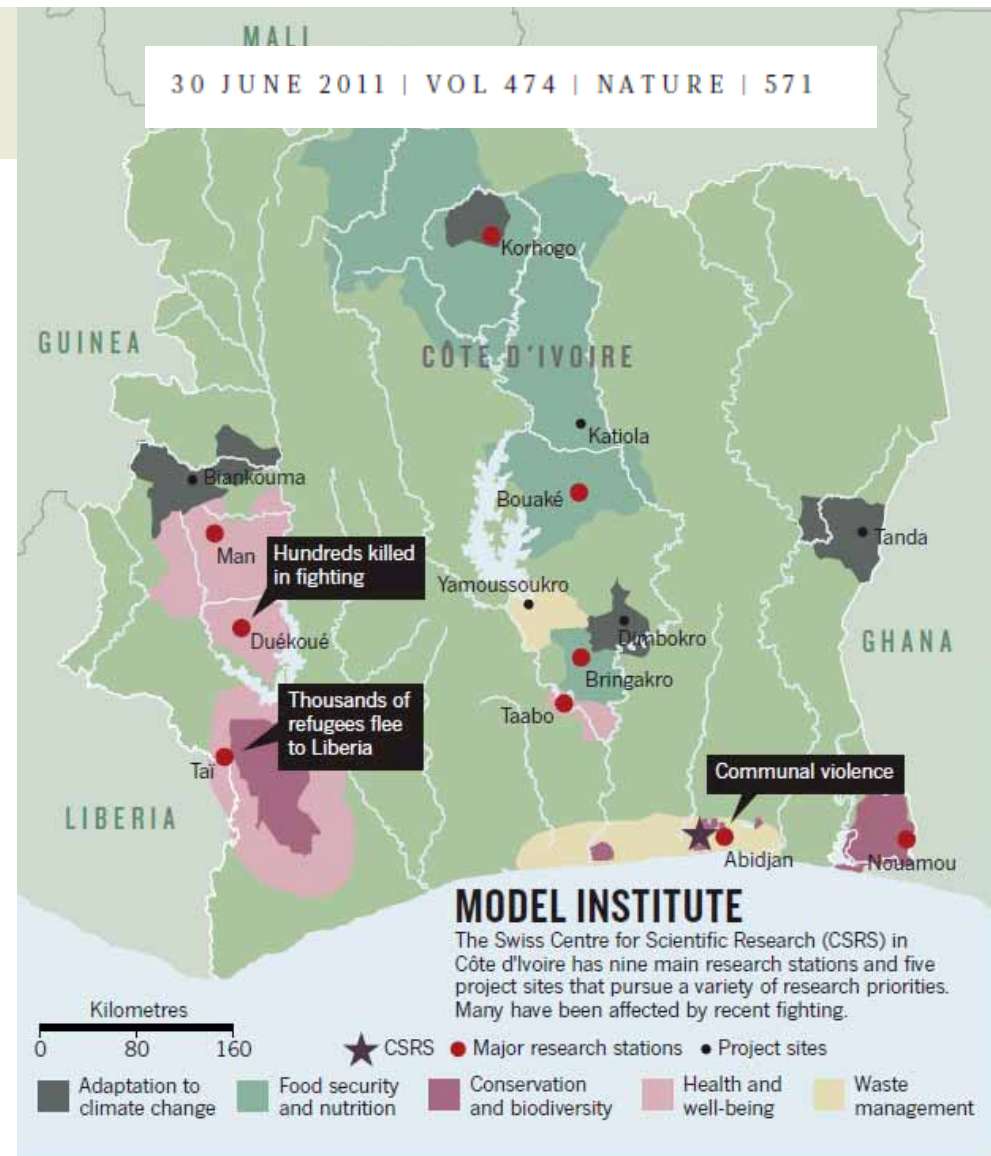 MALI
30 JUNE 2011 | VOL 474 | NATURE | 571
Korhogo
GUINEA
CÔTE D'IVOIRE
Katiola
Biankouma
Bouaké
Man
Hundreds killed
in fighting
Tanda
Yamoussoukro
Duékoué
Dimbokro
GHANA
Bringakro
Thousands of
refugees flee
to Liberia
Taabo
Taï
Communal violence
LIBERIA
Abidjan
Nouamou
MODEL INSTITUTE
The Swiss Centre for Scientific Research (CSRS) in
Côte d'Ivoire has nine main research stations and five
project sites that pursue a variety of research priorities.
Many have been affected by recent fighting.
Kilometres
0 80 160
CSRS Major research stations Project sites
Adaptation to
climate change
Food security
and nutrition
Conservation
and biodiversity
Health and
well-being
Waste
management